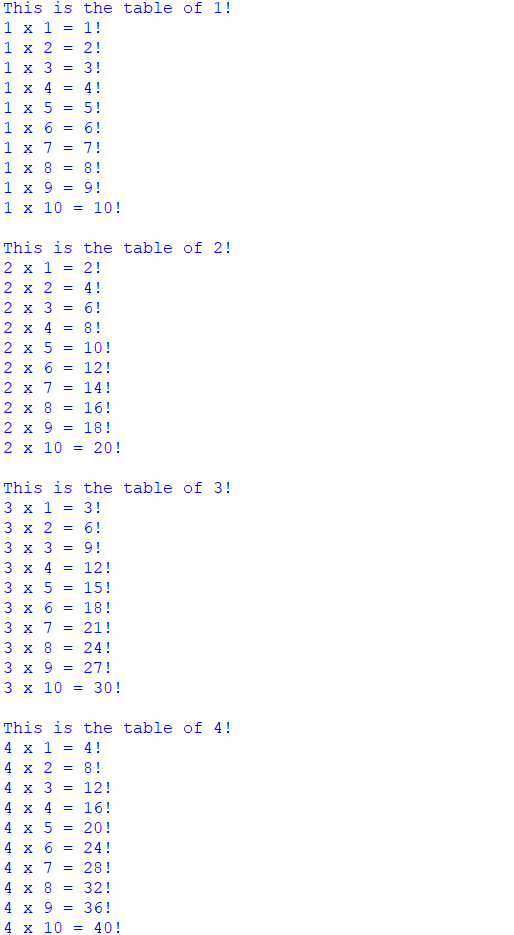 This is the table of 1!
1 x 1 = 1!
1 x 2 = 2!
1 x 3 = 3!
1 x 4 = 4!
1 x 5 = 5!
1 x 6 = 6!
1 x 7 = 7!
1 x 8 = 8!
1 x 9 = 9!
1 x 10 = 10!

This is the table of 2!
2 x 1 = 2!
2 x 2 = 4!
2 x 3 = 6!
2 x 4 = 8!
2 x 5 = 10!
2 x 6 = 12!
2 x 7 = 14!
2 x 8 = 16!
2 x 9 = 18!
2 x 10 = 20!

This is the table of 3!
3 x 1 = 3!
3 x 2 = 6!
3 x 3 = 9!
3 x 4 = 12!
3 x 5 = 15!
3 x 6 = 18!
3 x 7 = 21!
3 x 8 = 24!
3 x 9 = 27!
3 x 10 = 30!

This is the table of 4!
4 x 1 = 4!
4 x 2 = 8!
4 x 3 = 12!
4 x 4 = 16!
4 x 5 = 20!
4 x 6 = 24!
4 x 7 = 28!
4 x 8 = 32!
4 x 9 = 36!
4 x 10 = 40!